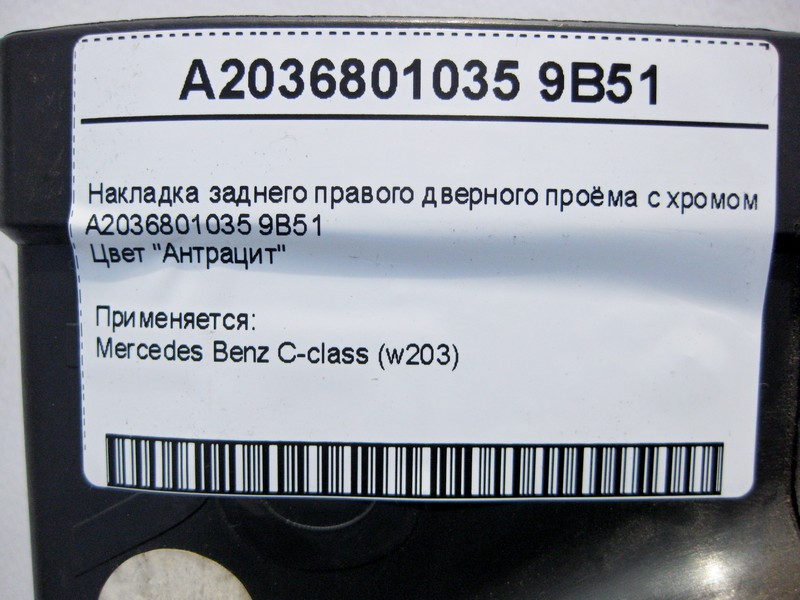 A2036801035 9B51
Накладка заднего правого дверного проёма с хромом
A2036801035 9B51
Цвет "Антрацит"
Применяется:
Mercedes Benz C-class (w203)